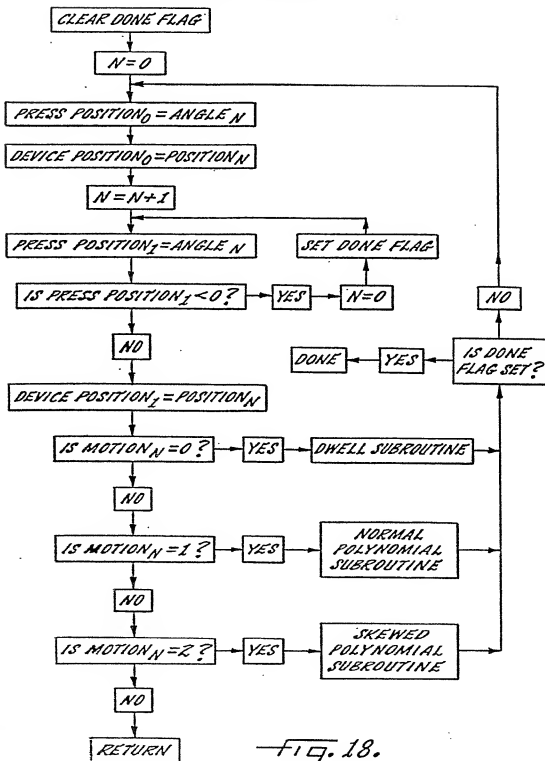 CLEAR DONE FLAG
N=0
PRESS POSITION₀=ANGLE N
DEVICE POSITION₀=POSITION N
N=N+1
PRESS POSITION₁=ANGLE N
SET DONE FLAG
IS PRESS POSITION₁<0?
YES
N=0
NO
NO
DONE
YES
IS DONE
FLAG SET?
DEVICE POSITION₁=POSITION N
IS MOTION N=0?
YES
DWELL SUBROUTINE
NO
IS MOTION N=1?
YES
NORMAL
POLYNOMIAL
SUBROUTINE
NO
IS MOTION N=2?
YES
SKEWED
POLYNOMIAL
SUBROUTINE
NO
RETURN
FIG. 18.